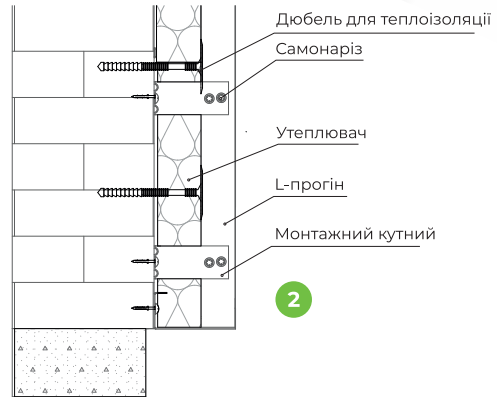 Дюбель для теплоізоляції
Самонаріз
Утеплювач
L-прогін
Монтажний кутний
2